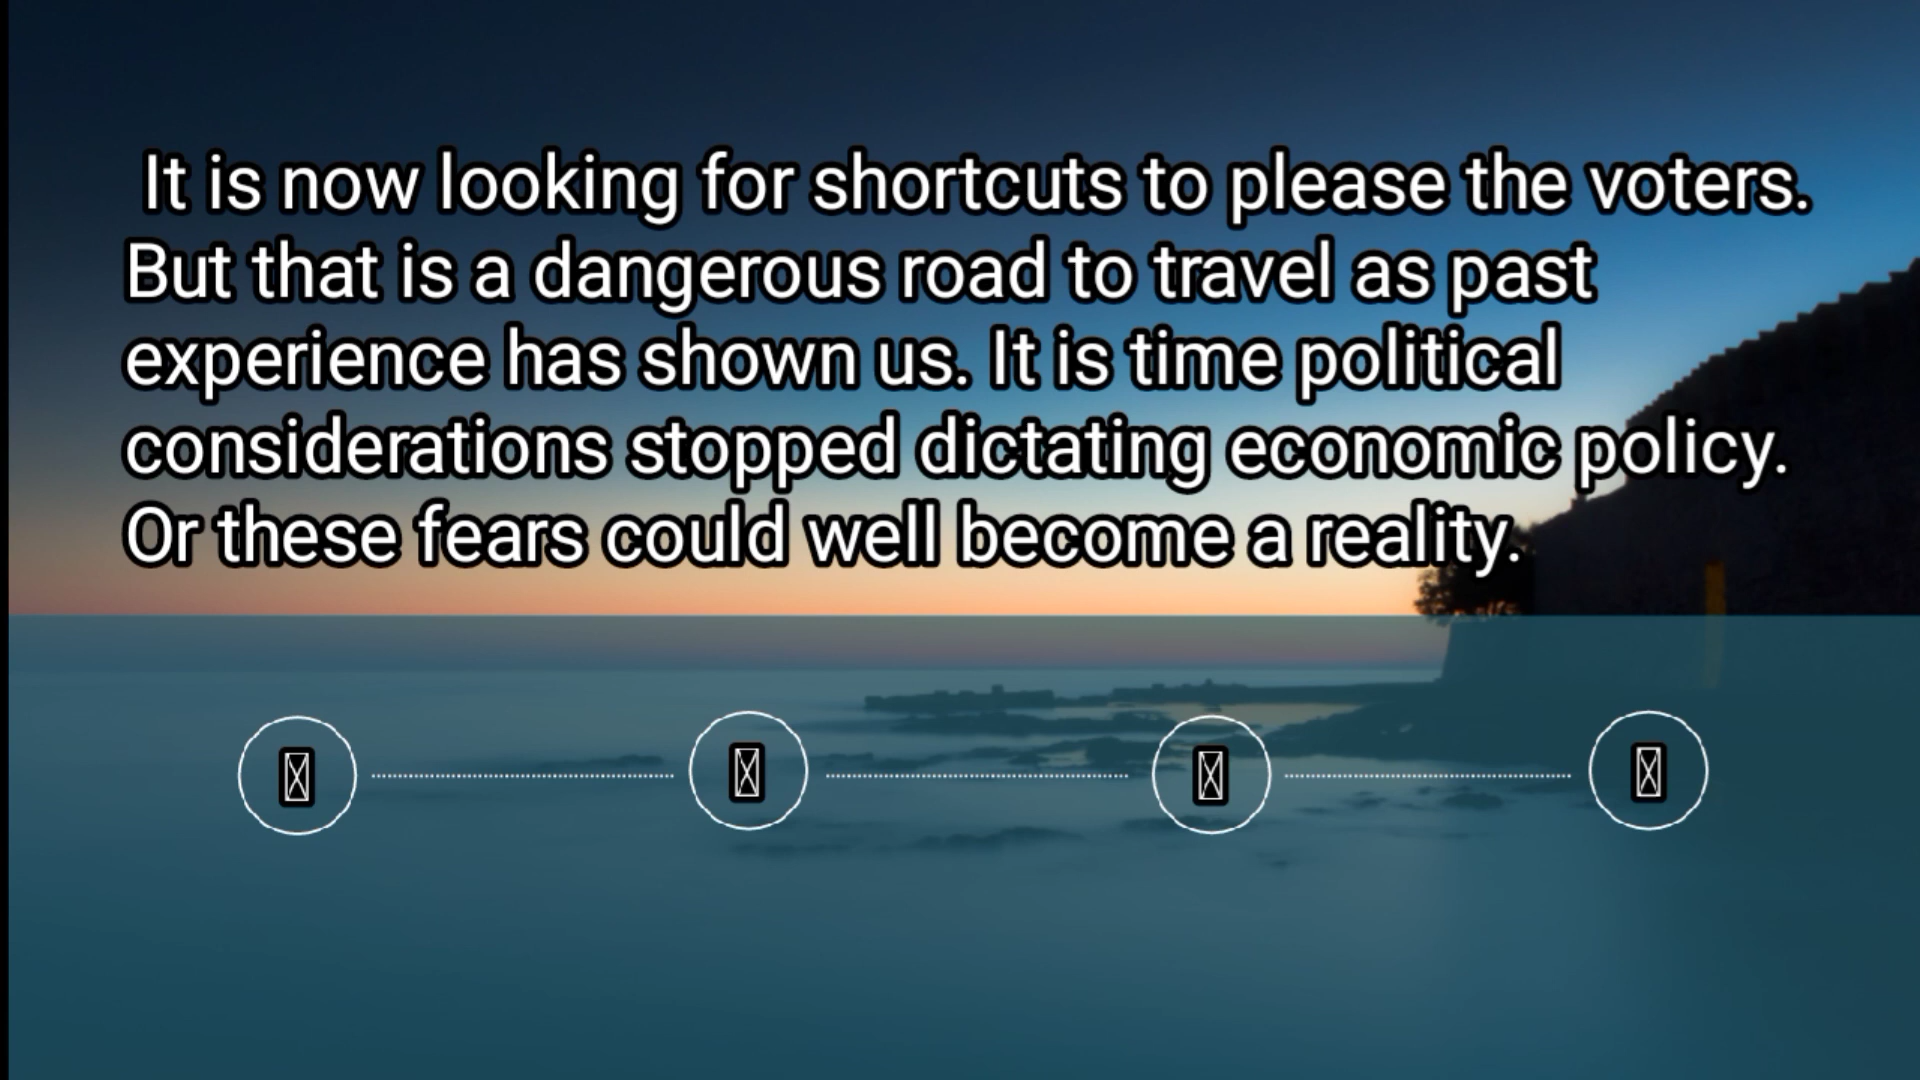 It is now looking for shortcuts to please the voters.
But that is a dangerous road to travel as past
experience has shown us. It is time political
considerations stopped dictating economic policy.
Or these fears could well become a reality.